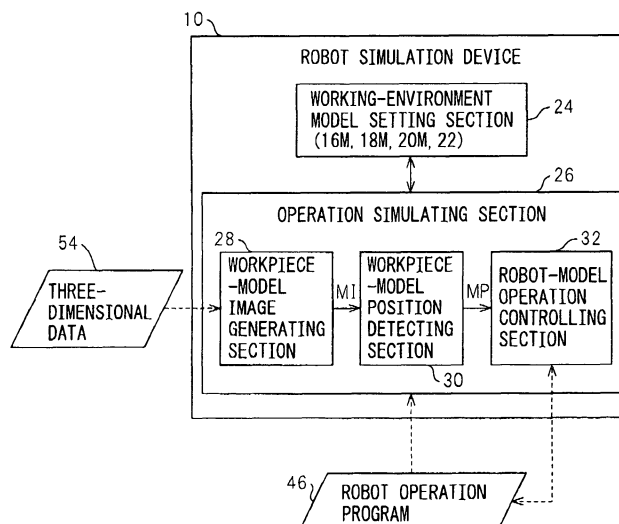 10
ROBOT SIMULATION DEVICE
WORKING-ENVIRONMENT
MODEL SETTING SECTION
(16M, 18M, 20M, 22)
24
26
OPERATION SIMULATING SECTION
54
THREE-
DIMENSIONAL
DATA
28
WORKPIECE
-MODEL
IMAGE
GENERATING
SECTION
MI
WORKPIECE
-MODEL
POSITION
DETECTING
SECTION
30
MP
32
ROBOT-MODEL
OPERATION
CONTROLLING
SECTION
46
ROBOT OPERATION
PROGRAM